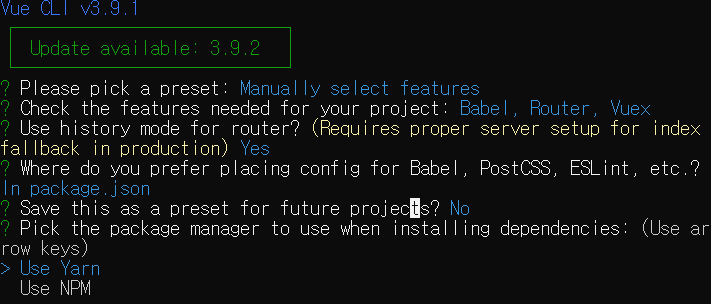 Vue CLI v3.9.1
Update available: 3.9.2
? Please pick a preset: Manually select features
? Check the features needed for your project: Babel, Router, Vuex
? Use history mode for router? (Requires proper server setup for index
fallback in production) Yes
? Where do you prefer placing config for Babel, PostCSS, ESLint, etc.?
In package.json
? Save this as a preset for future projects? No
? Pick the package manager to use when installing dependencies: (Use ar
row keys)
> Use Yarn
Use NPM